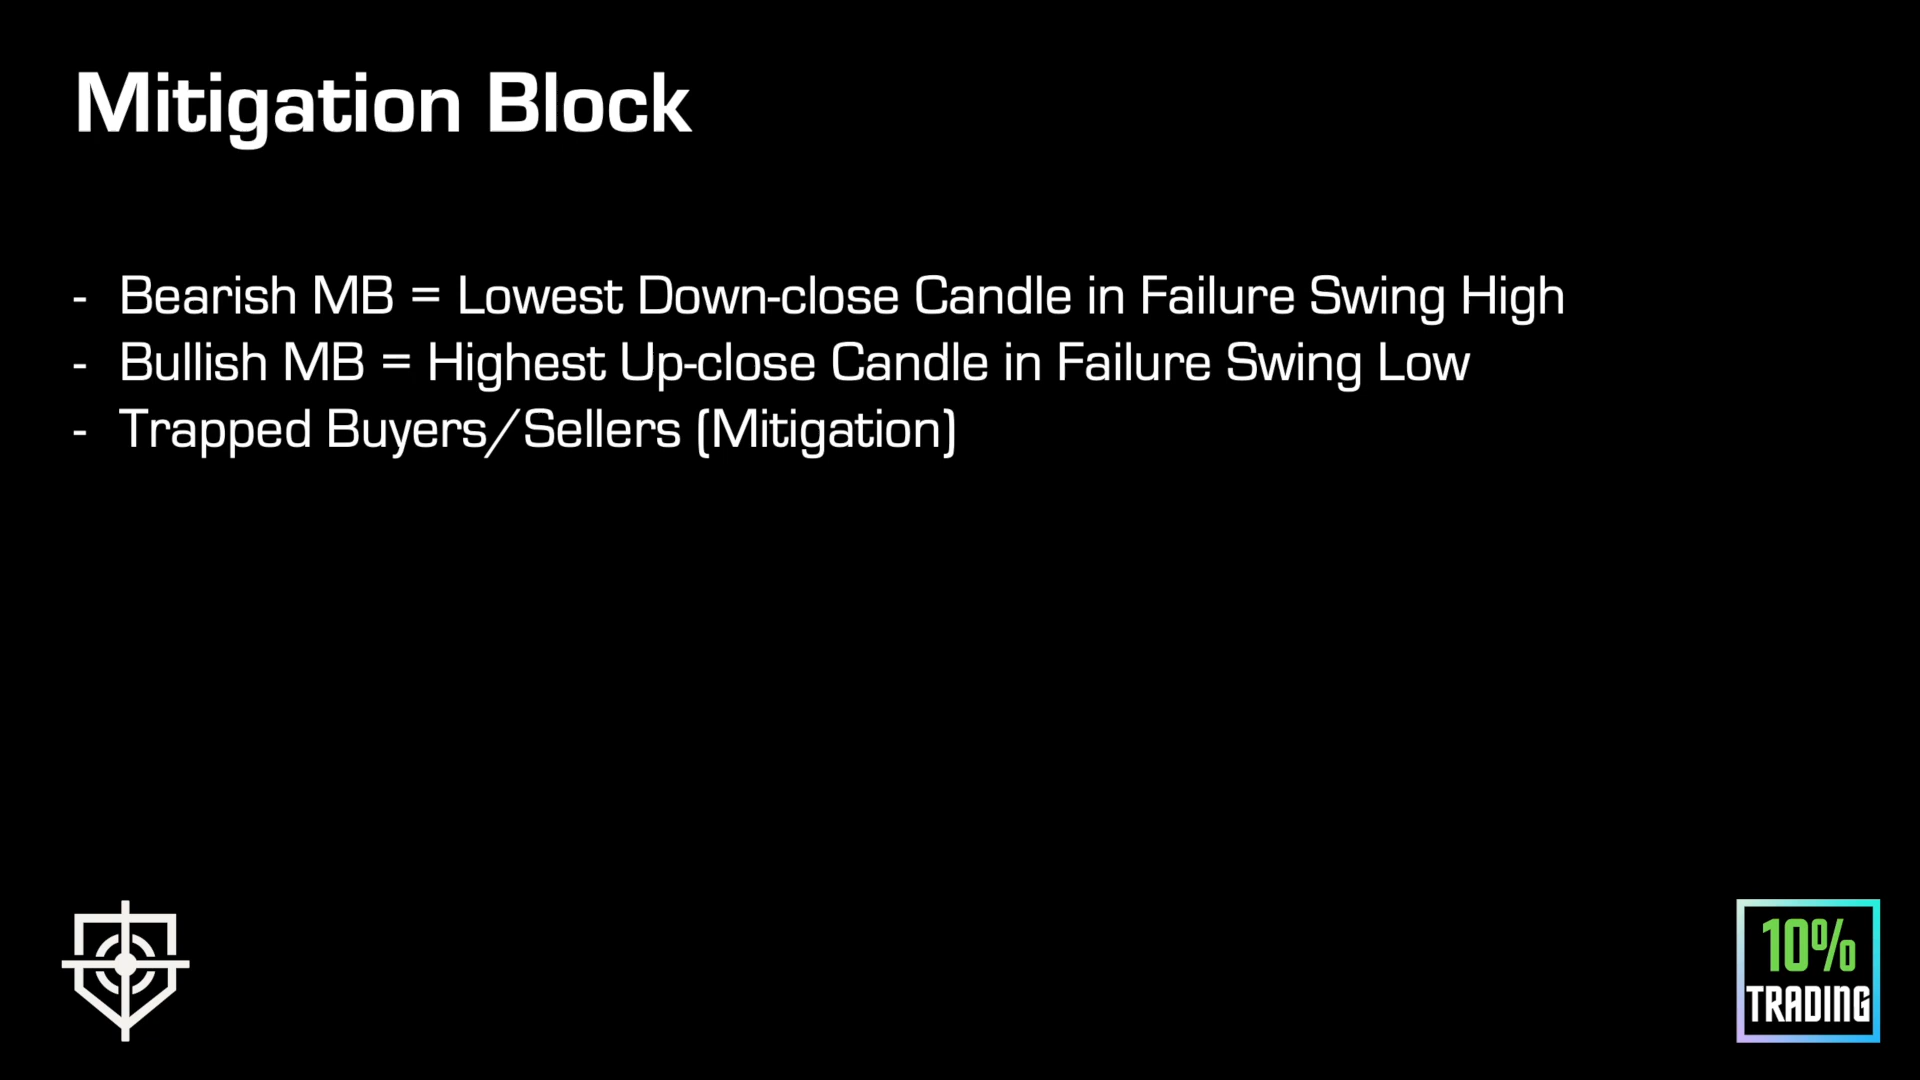 Mitigation Block
- Bearish MB = Lowest Down-close Candle in Failure Swing High
- Bullish MB = Highest Up-close Candle in Failure Swing Low
- Trapped Buyers/Sellers (Mitigation)
10%
TRADING